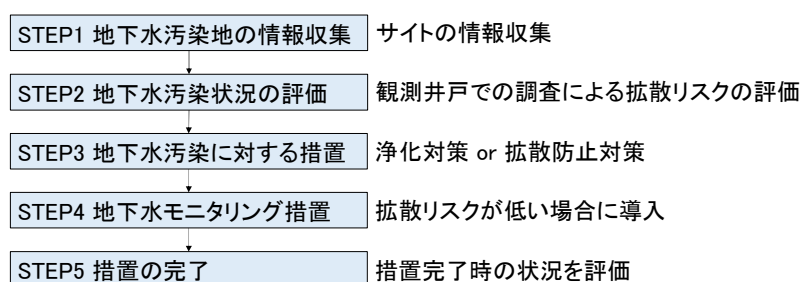 STEP1 地下水汚染地の情報収集 サイトの情報収集
STEP2 地下水汚染状況の評価 観測井戸での調査による拡散リスクの評価
STEP3 地下水汚染に対する措置 浄化対策 or 拡散防止対策
STEP4 地下水モニタリング措置 拡散リスクが低い場合に導入
STEP5 措置の完了 措置完了時の状況を評価